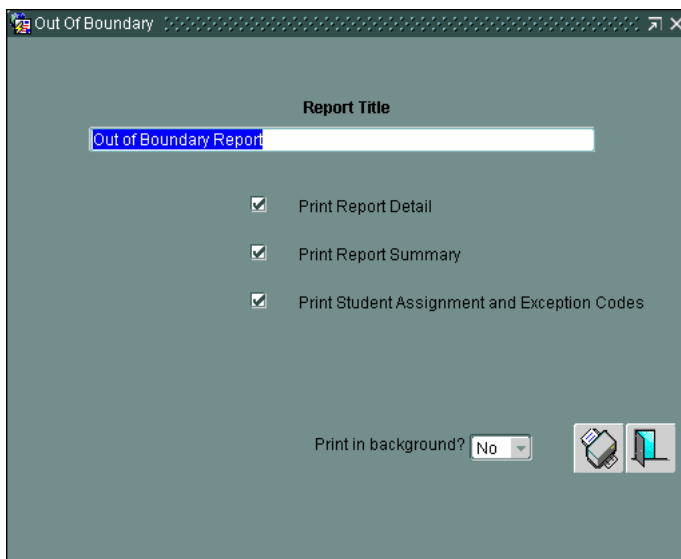 Out Of Boundary
Report Title
Out of Boundary Report
Print Report Detail
Print Report Summary
Print Student Assignment and Exception Codes
Print in background? No